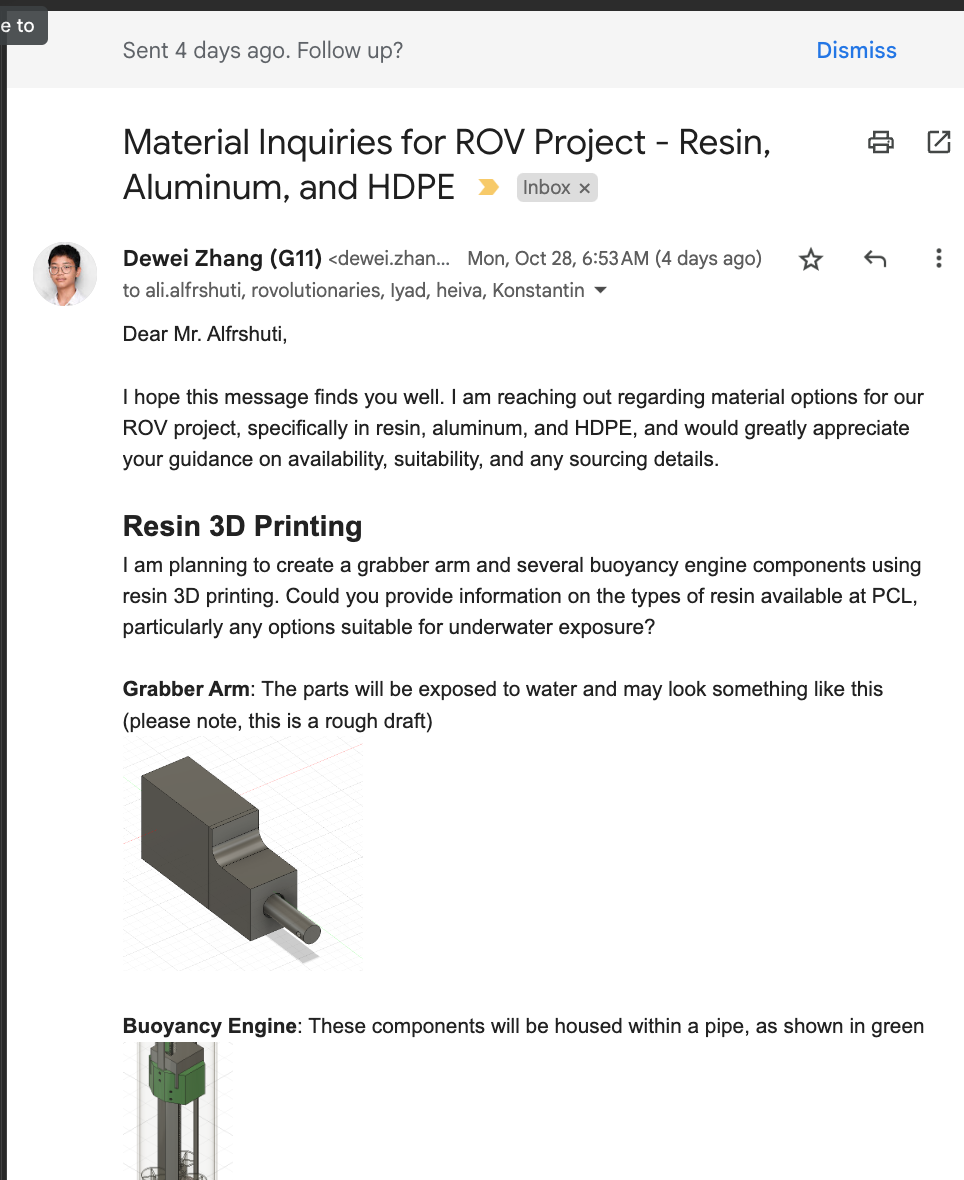 e to
Sent 4 days ago. Follow up?
Dismiss
Material Inquiries for ROV Project - Resin,
Aluminum, and HDPE
Inbox ×
Dewei Zhang (G11) <dewei.zhan... Mon, Oct 28, 6:53 AM (4 days ago)
to ali.alfrshuti, rovolutionaries, Iyad, heiva, Konstantin
Dear Mr. Alfrshuti,
I hope this message finds you well. I am reaching out regarding material options for our
ROV project, specifically in resin, aluminum, and HDPE, and would greatly appreciate
your guidance on availability, suitability, and any sourcing details.
Resin 3D Printing
I am planning to create a grabber arm and several buoyancy engine components using
resin 3D printing. Could you provide information on the types of resin available at PCL,
particularly any options suitable for underwater exposure?
Grabber Arm: The parts will be exposed to water and may look something like this
(please note, this is a rough draft)
Buoyancy Engine: These components will be housed within a pipe, as shown in green